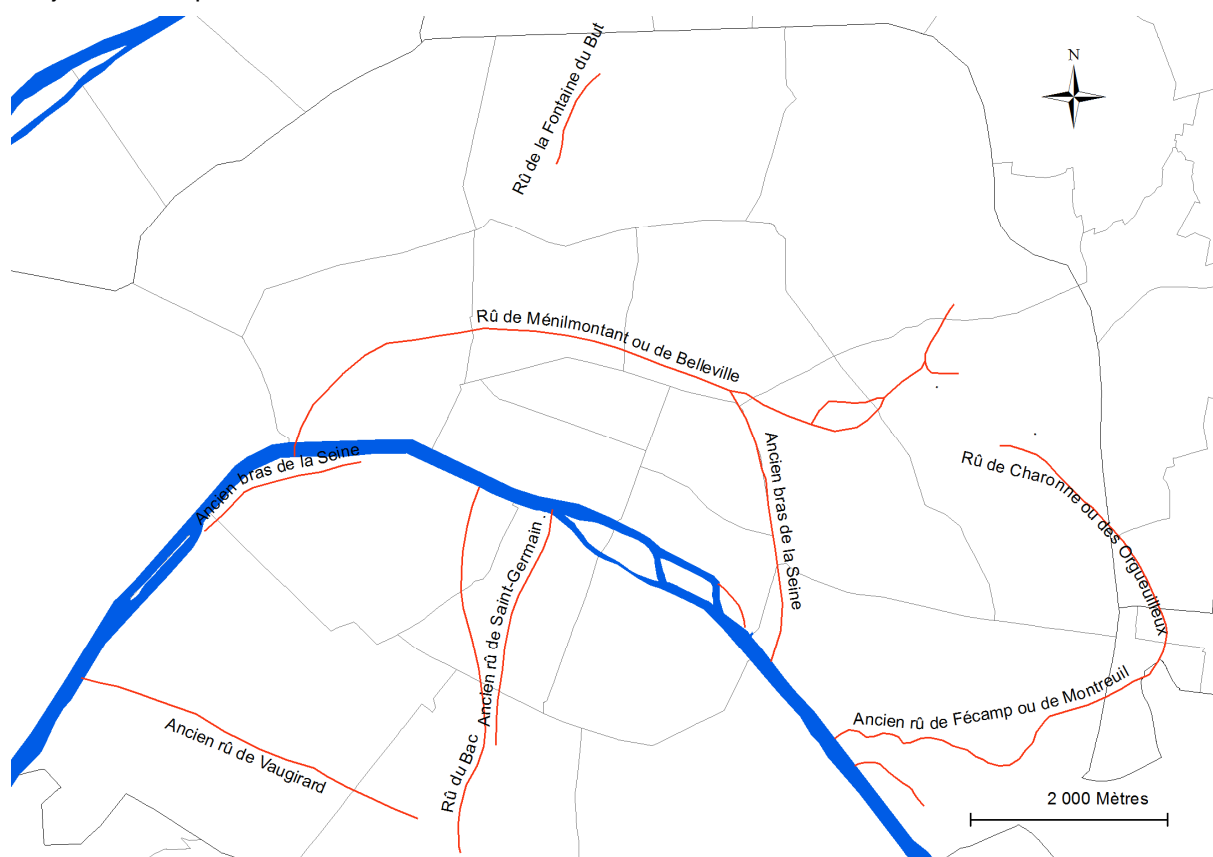 N
Rû de la Fontaine du But
Rû de Ménilmontant ou de Belleville
Ancien bras de la Seine
Ancien bras de la Seine
Rû de Charonne ou des Orgueuilleux
Ancien rû de Saint-Germain
Ancien rû de Fécamp ou de Montreuil
Ancien rû de Vaugirard
Rû du Bac
2 000 Mètres